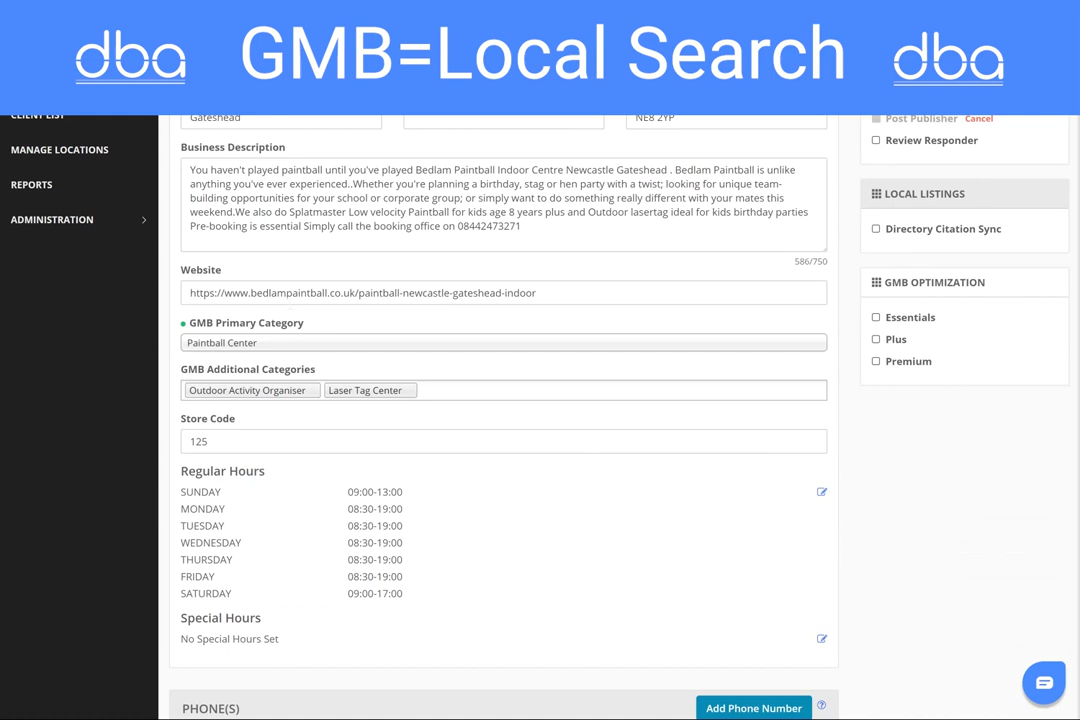 dba GMB=Local Search dba
CLIENT LIST
MANAGE LOCATIONS
REPORTS
ADMINISTRATION
Gateshead
NE8 2YP
Business Description
You haven't played paintball until you've played Bedlam Paintball Indoor Centre Newcastle Gateshead . Bedlam Paintball is unlike
anything you've ever experienced..Whether you're planning a birthday, stag or hen party with a twist; looking for unique team-
building opportunities for your school or corporate group; or simply want to do something really different with your mates this
weekend.We also do Splatmaster Low velocity Paintball for kids age 8 years plus and Outdoor lasertag ideal for kids birthday parties
Pre-booking is essential Simply call the booking office on 08442473271
586/750
Website
https://www.bedlampaintball.co.uk/paintball-newcastle-gateshead-indoor
GMB Primary Category
Paintball Center
GMB Additional Categories
Outdoor Activity Organiser Laser Tag Center
Store Code
125
Regular Hours
SUNDAY 09:00-13:00
MONDAY 08:30-19:00
TUESDAY 08:30-19:00
WEDNESDAY 08:30-19:00
THURSDAY 08:30-19:00
FRIDAY 08:30-19:00
SATURDAY 09:00-17:00
Special Hours
No Special Hours Set
PHONE(S)
Add Phone Number
Post Publisher Cancel
Review Responder
LOCAL LISTINGS
Directory Citation Sync
GMB OPTIMIZATION
Essentials
Plus
Premium